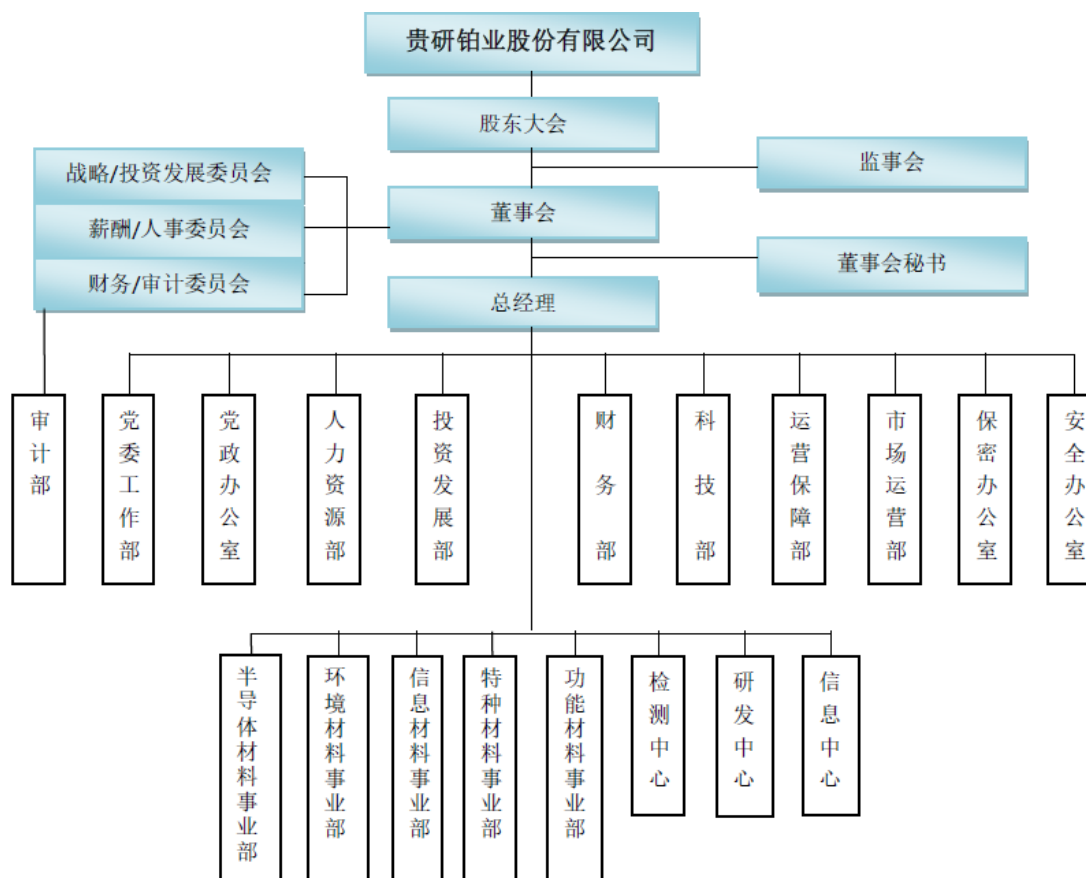 贵研铂业股份有限公司
股东大会
监事会
战略/投资发展委员会
薪酬/人事委员会
财务/审计委员会
董事会
董事会秘书
总经理
审计部
党委工作部
党政办公室
人力资源部
投资发展部
财务部
科技部
运营保障部
市场运营部
保密办公室
安全办公室
半导体材料事业部
环境材料事业部
信息材料事业部
特种材料事业部
功能材料事业部
检测中心
研发中心
信息中心